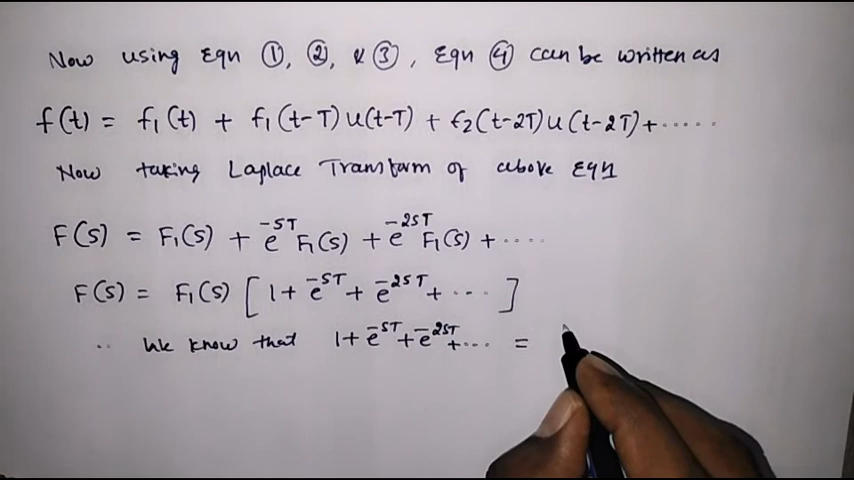 Now using Eqn ①, ②, & ③, Eqn ④ can be written as
f(t) = f₁(t) + f₁(t-T)u(t-T) + f₂(t-2T)u(t-2T)+.....
Now taking Laplace Transform of above Eqn
F(s) = F₁(s) + e^-ST F₁(s) + e^-2ST F₁(s) + ....
F(s) = F₁(s) [1 + e^-ST + e^-2ST + ....]
.. We know that 1 + e^-ST + e^-2ST + .... =